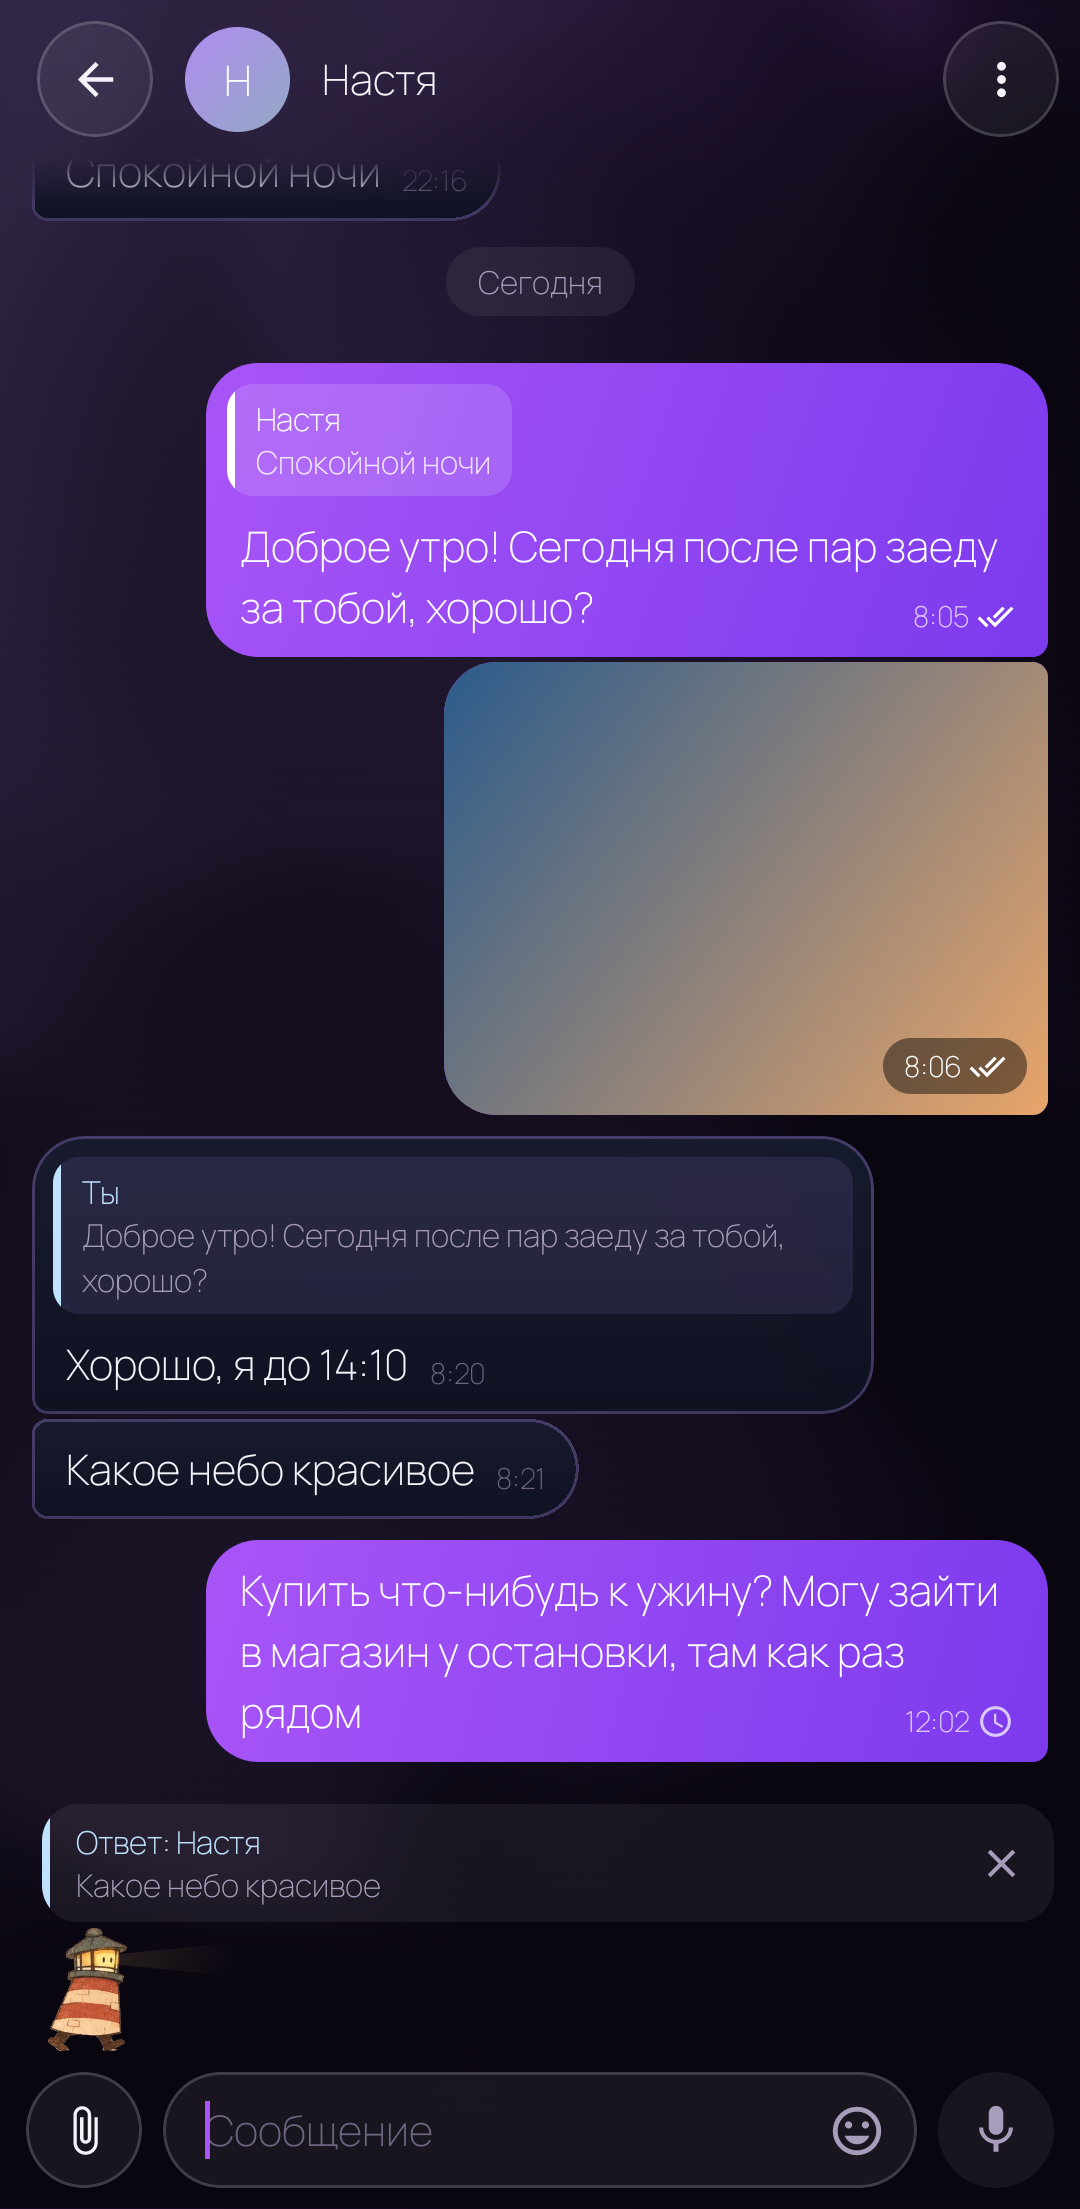 Н
Настя
Спокойной ночи 22:16
Сегодня
Настя
Спокойной ночи
Доброе утро! Сегодня после пар заеду
за тобой, хорошо?
8:05
8:06
Ты
Доброе утро! Сегодня после пар заеду за тобой,
хорошо?
Хорошо, я до 14:10 8:20
Какое небо красивое 8:21
Купить что-нибудь к ужину? Могу зайти
в магазин у остановки, там как раз
рядом
12:02
Ответ: Настя
Какое небо красивое
Сообщение